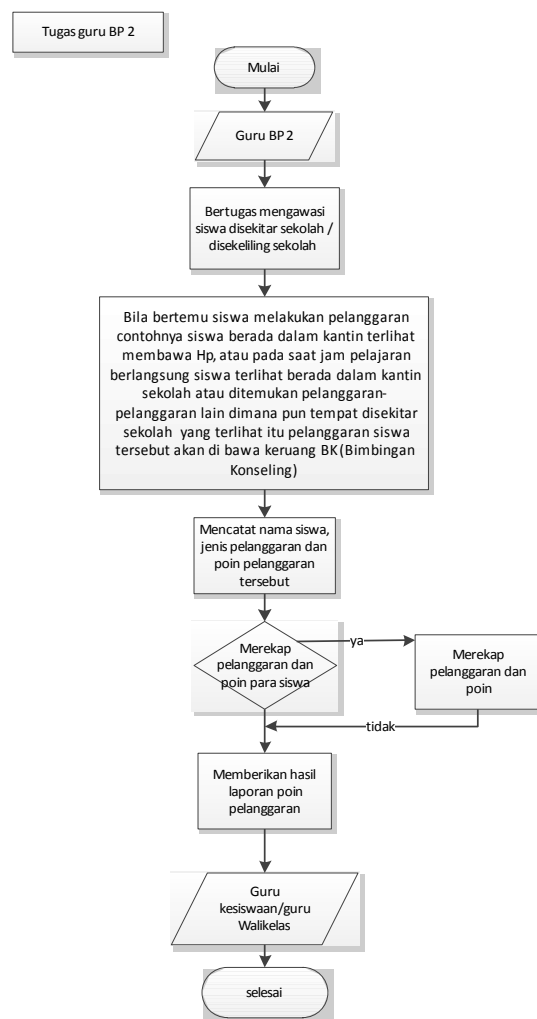 Tugas guru BP 2
Mulai
Guru BP 2
Bertugas mengawasi
siswa disekitar sekolah /
disekeliling sekolah
Bila bertemu siswa melakukan pelanggaran
contohnya siswa berada dalam kantin terlihat
membawa Hp, atau pada saat jam pelajaran
berlangsung siswa terlihat berada dalam kantin
sekolah atau ditemukan pelanggaran-
pelanggaran lain dimana pun tempat disekitar
sekolah yang terlihat itu pelanggaran siswa
tersebut akan di bawa keruang BK (Bimbingan
Konseling)
Mencatat nama siswa,
jenis pelanggaran dan
poin pelanggaran
tersebut
Merekap
pelanggaran dan
poin para siswa
ya
Merekap
pelanggaran dan
poin
tidak
Memberikan hasil
laporan poin
pelanggaran
Guru
kesiswaan/guru
Walikelas
selesai